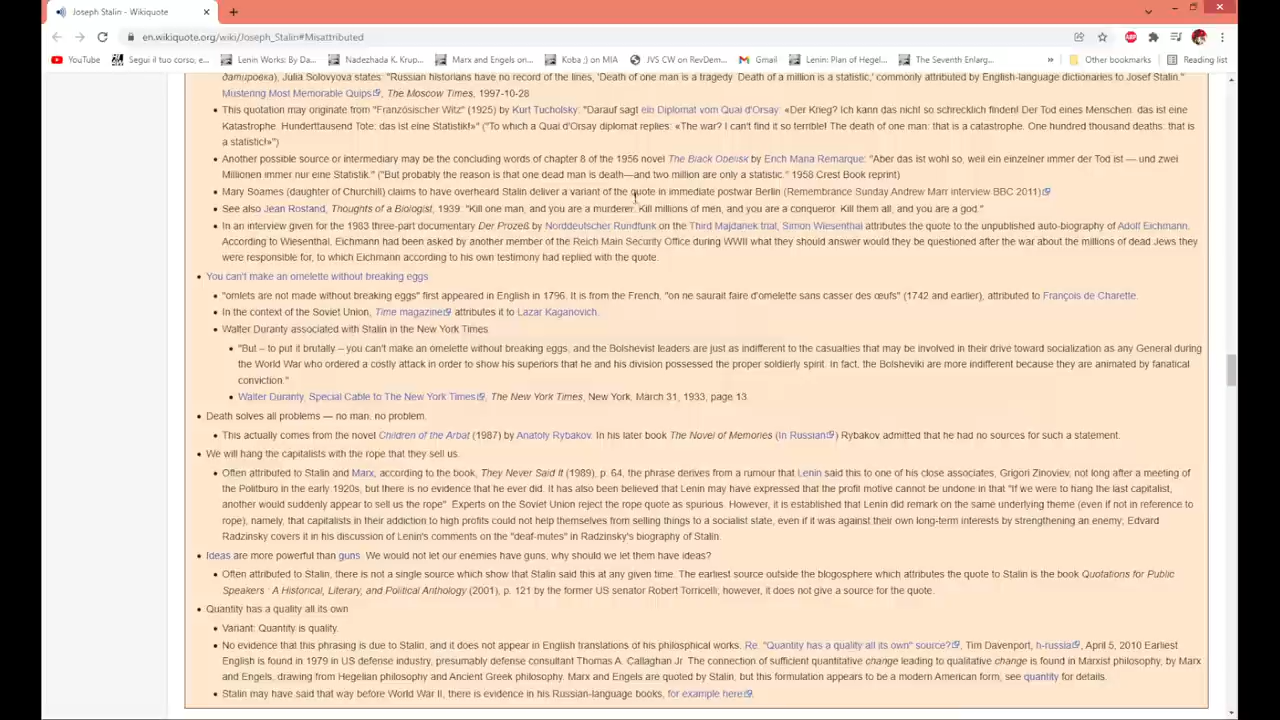 Joseph Stalin - Wikiquote
en.wikiquote.org/wiki/Joseph_Stalin#Misattributed
YouTube Segui il tuo corso, e... Lenin Works: By Da... Nadezhada K. Krup... Marx and Engels on... Koba ;) on MIA JVS CW on RevDem... Gmail Lenin: Plan of Hegel... The Seventh Enlarg... » Other bookmarks Reading list
Julia Solovyova states: "Russian historians have no record of the lines, 'Death of one man is a tragedy. Death of a million is a statistic,' commonly attributed by English-language dictionaries to Josef Stalin."
Mustering Most Memorable Quips, The Moscow Times, 1997-10-28
This quotation may originate from "Französischer Witz" (1925) by Kurt Tucholsky: "Darauf sagt ein Diplomat vom Quai d'Orsay: «Der Krieg? Ich kann das nicht so schrecklich finden! Der Tod eines Menschen: das ist eine
Katastrophe. Hunderttausend Tote: das ist eine Statistik!»" ("To which a Quai d'Orsay diplomat replies: «The war? I can't find it so terrible! The death of one man: that is a catastrophe. One hundred thousand deaths: that is
a statistic!»")
Another possible source or intermediary may be the concluding words of chapter 8 of the 1956 novel The Black Obelisk by Erich Maria Remarque: "Aber das ist wohl so, weil ein einzelner immer der Tod ist — und zwei
Millionen immer nur eine Statistik." ("But probably the reason is that one dead man is death—and two million are only a statistic." 1958 Crest Book reprint)
Mary Soames (daughter of Churchill) claims to have overheard Stalin deliver a variant of the quote in immediate postwar Berlin (Remembrance Sunday Andrew Marr interview BBC 2011)
See also Jean Rostand, Thoughts of a Biologist, 1939: "Kill one man, and you are a murderer. Kill millions of men, and you are a conqueror. Kill them all, and you are a god."
In an interview given for the 1983 three-part documentary Der Prozeß by Norddeutscher Rundfunk on the Third Majdanek trial, Simon Wiesenthal attributes the quote to the unpublished auto-biography of Adolf Eichmann.
According to Wiesenthal, Eichmann had been asked by another member of the Reich Main Security Office during WWII what they should answer would they be questioned after the war about the millions of dead Jews they
were responsible for, to which Eichmann according to his own testimony had replied with the quote.
You can't make an omelette without breaking eggs
"omlets are not made without breaking eggs" first appeared in English in 1796. It is from the French, "on ne saurait faire d'omelette sans casser des œufs" (1742 and earlier), attributed to François de Charette.
In the context of the Soviet Union, Time magazine attributes it to Lazar Kaganovich.
Walter Duranty associated with Stalin in the New York Times.
"But – to put it brutally – you can't make an omelette without breaking eggs, and the Bolshevist leaders are just as indifferent to the casualties that may be involved in their drive toward socialization as any General during
the World War who ordered a costly attack in order to show his superiors that he and his division possessed the proper soldierly spirit. In fact, the Bolsheviki are more indifferent because they are animated by fanatical
conviction."
Walter Duranty, Special Cable to The New York Times, The New York Times, New York, March 31, 1933, page 13.
Death solves all problems — no man, no problem.
This actually comes from the novel Children of the Arbat (1987) by Anatoly Rybakov. In his later book The Novel of Memories (In Russian) Rybakov admitted that he had no sources for such a statement.
We will hang the capitalists with the rope that they sell us.
Often attributed to Stalin and Marx, according to the book, They Never Said It (1989), p. 64, the phrase derives from a rumour that Lenin said this to one of his close associates, Grigori Zinoviev, not long after a meeting of
the Politburo in the early 1920s, but there is no evidence that he ever did. It has also been believed that Lenin may have expressed that the profit motive cannot be undone in that "If we were to hang the last capitalist,
another would suddenly appear to sell us the rope". Experts on the Soviet Union reject the rope quote as spurious. However, it is established that Lenin did remark on the same underlying theme (even if not in reference to
rope), namely, that capitalists in their addiction to high profits could not help themselves from selling things to a socialist state, even if it was against their own long-term interests by strengthening an enemy; Edvard
Radzinsky covers it in his discussion of Lenin's comments on the "deaf-mutes" in Radzinsky's biography of Stalin.
Ideas are more powerful than guns. We would not let our enemies have guns, why should we let them have ideas?
Often attributed to Stalin, there is not a single source which show that Stalin said this at any given time. The earliest source outside the blogosphere which attributes the quote to Stalin is the book Quotations for Public
Speakers : A Historical, Literary, and Political Anthology (2001), p. 121 by the former US senator Robert Torricelli; however, it does not give a source for the quote.
Quantity has a quality all its own
Variant: Quantity is quality.
No evidence that this phrasing is due to Stalin, and it does not appear in English translations of his philosophical works. Re: "Quantity has a quality all its own" source?, Tim Davenport, h-russia, April 5, 2010 Earliest
English is found in 1979 in US defense industry, presumably defense consultant Thomas A. Callaghan Jr. The connection of sufficient quantitative change leading to qualitative change is found in Marxist philosophy, by Marx
and Engels, drawing from Hegelian philosophy and Ancient Greek philosophy. Marx and Engels are quoted by Stalin, but this formulation appears to be a modern American form, see quantity for details.
Stalin may have said that way before World War II, there is evidence in his Russian-language books, for example here.